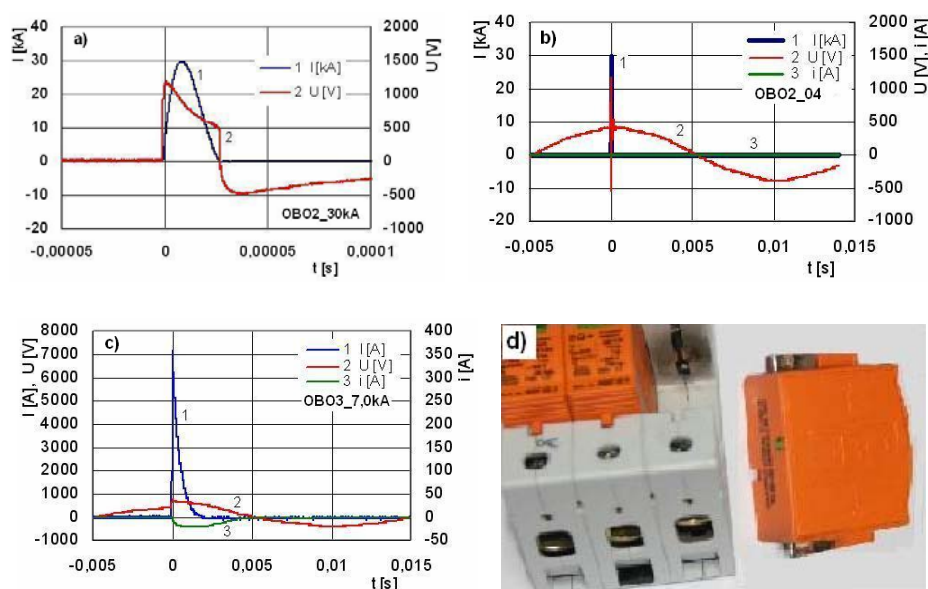 a)
I [kA]
U [V]
40
30
20
10
0
-10
20
1500
1000
500
0
-500
-1000
1 I [kA]
2 U [V]
1
2
OBO2_30kA
-0,000005
0
0,00005
0,0001
t [s]
b)
I [kA]
U [V], i [A]
40
30
20
10
0
-10
-20
2000
1500
1000
500
0
-500
-1000
1 I [kA]
2 U [V]
3 i [A]
OBO2_04
1
2
3
-0,005
0
0,005
0,01
0,015
t [s]
c)
I [A], U [V]
i [A]
8000
7000
6000
5000
4000
3000
2000
1000
0
-1000
400
350
300
250
200
150
100
50
0
-50
1 I [A]
2 U [V]
3 i [A]
OBO3_7,0kA
1
2
3
-0,005
0
0,005
0,01
0,015
t [s]
d)